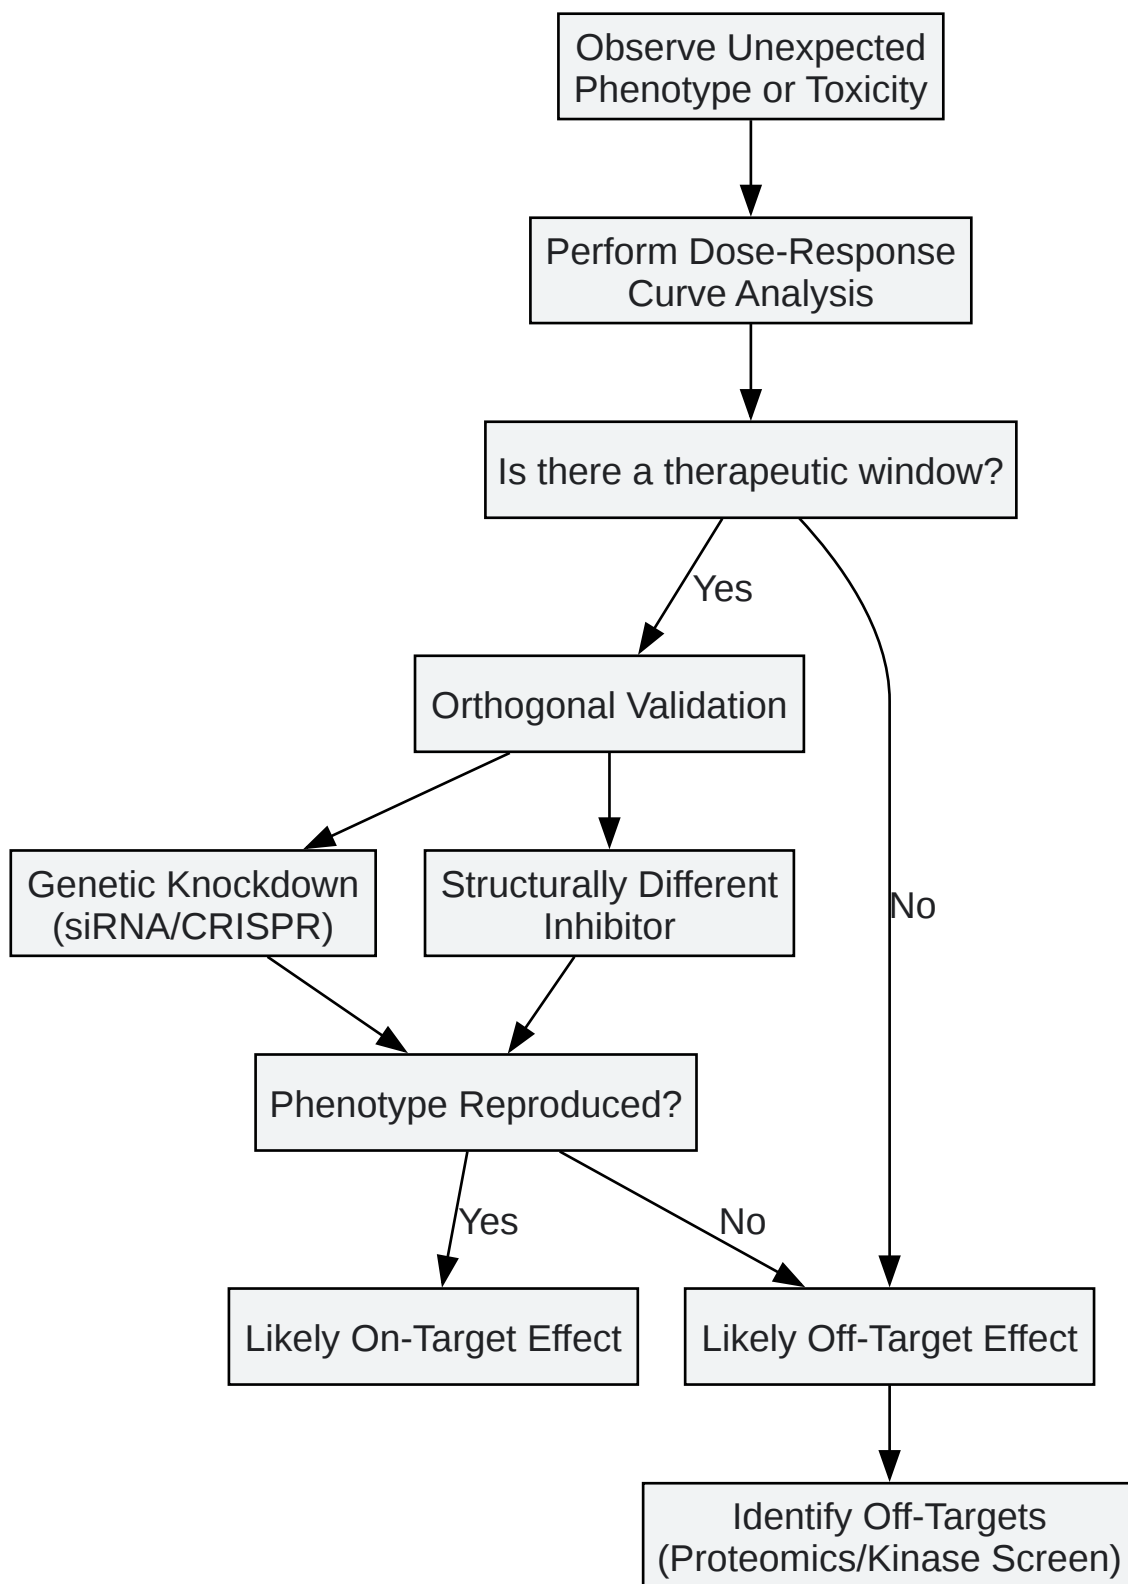 Observe Unexpected
Phenotype or Toxicity
Perform Dose-Response
Curve Analysis
Is there a therapeutic window?
Yes
Orthogonal Validation
Genetic Knockdown
(siRNA/CRISPR)
Structurally Different
Inhibitor
No
Phenotype Reproduced?
Yes
No
Likely On-Target Effect
Likely Off-Target Effect
Identify Off-Targets
(Proteomics/Kinase Screen)